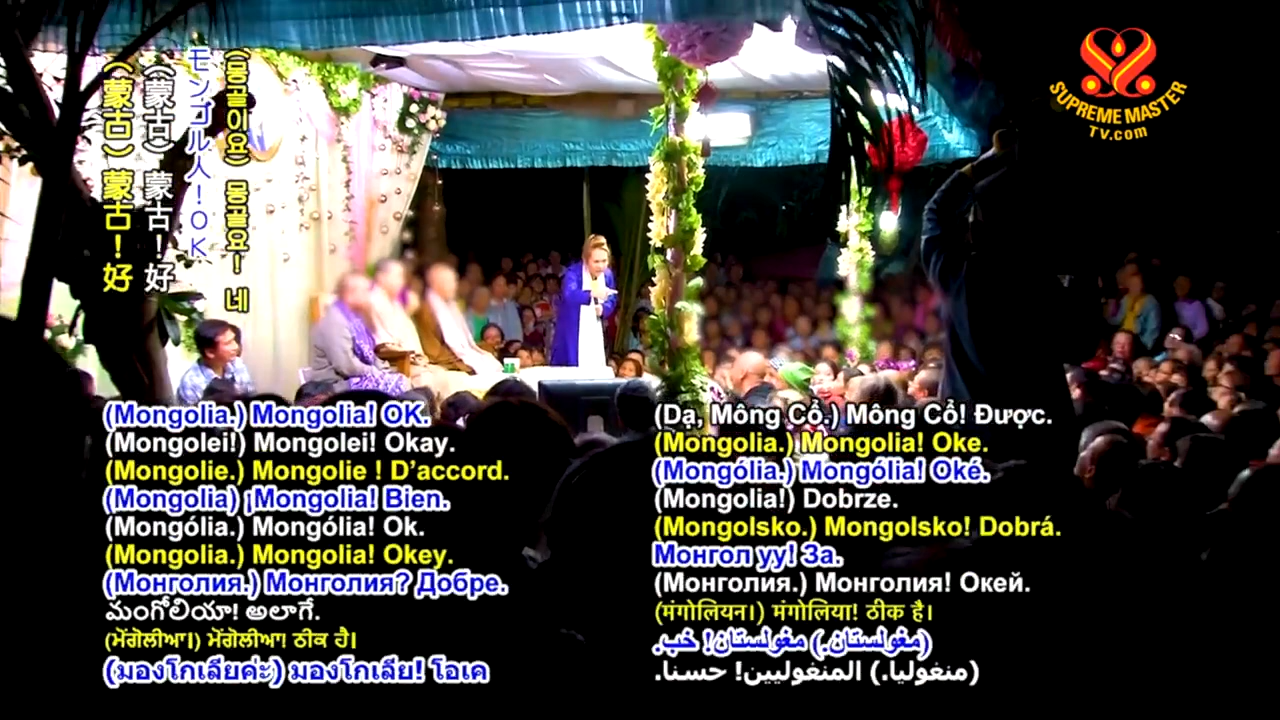 (蒙古) 蒙古！好
(蒙古) 蒙古！好
モンゴル人！OK
(몽골이요) 몽골요! 네
SUPREME MASTER
TV.com
(Mongolia.) Mongolia! OK.
(Mongolei!) Mongolei! Okay.
(Mongolie.) Mongolie ! D’accord.
(Mongolia) ¡Mongolia! Bien.
(Mongólia.) Mongólia! Ok.
(Mongolia.) Mongolia! Okey.
(Монголия.) Монголия? Добре.
మంగోలియా! అలాగే.
(ਮੋਂਗੋਲੀਆ।) ਮੋਂਗੋਲੀਆ! ਠੀਕ ਹੈ।
(มองโกเลียค่ะ) มองโกเลีย! โอเค
(Dạ, Mông Cổ.) Mông Cổ! Được.
(Mongolia.) Mongolia! Oke.
(Mongólia.) Mongólia! Oké.
(Mongolia!) Dobrze.
(Mongolsko.) Mongolsko! Dobrá.
Монгол уу! За.
(Монголия.) Монголия! Окей.
(मंगोलियन।) मंगोलिया! ठीक है।
(مغولستان.) مغولستان! خب.
(منغوليا.) المنغوليين! حسنا.